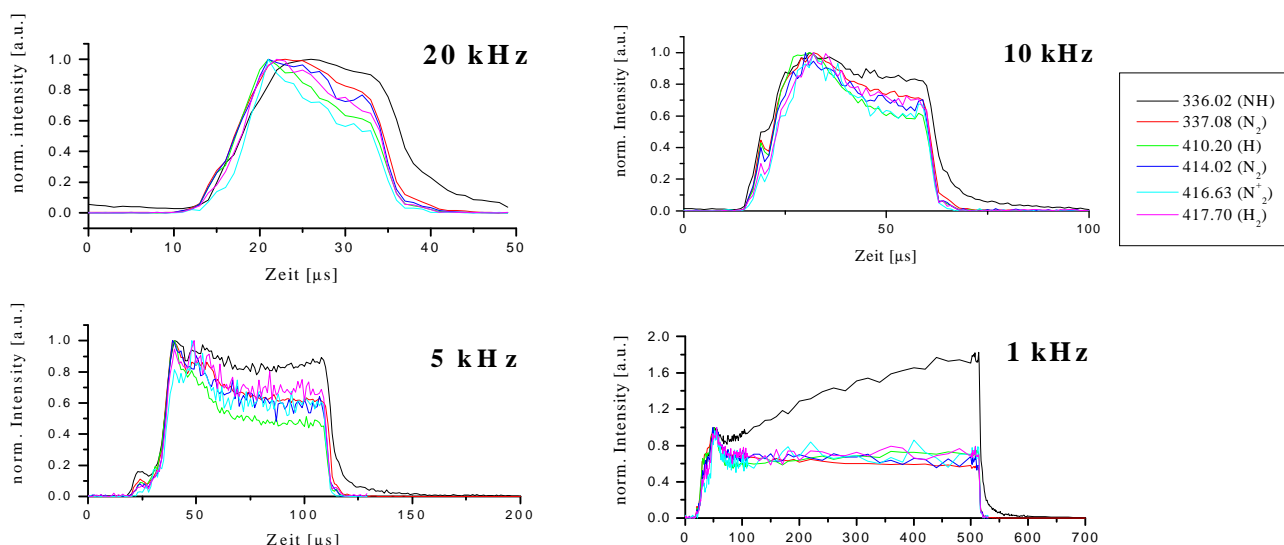 20 kHz
norm. intensity [a.u.]
1.0
0.8
0.6
0.4
0.2
0.0
0 10 20 30 40 50
Zeit [µs]
10 kHz
norm. Intensity [a.u.]
1.0
0.8
0.6
0.4
0.2
0.0
0 50 100
Zeit [µs]
336.02 (NH)
337.08 (N₂)
410.20 (H)
414.02 (N₂)
416.63 (N₂⁺)
417.70 (H₂)
5 kHz
norm. Intensity [a.u.]
1.0
0.8
0.6
0.4
0.2
0.0
0 50 100 150 200
Zeit [µs]
1 kHz
norm. Intensity [a.u.]
2.0
1.6
1.2
0.8
0.4
0.0
0 100 200 300 400 500 600 700